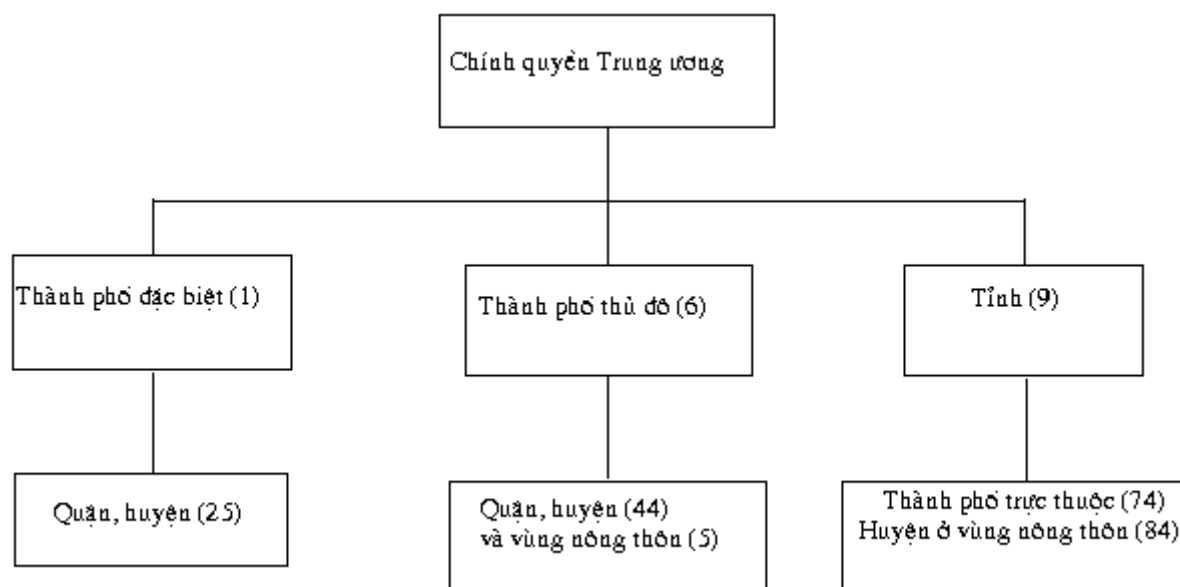 Chính quyền Trung ương
Thành phố đặc biệt (1)
Thành phố thủ đô (6)
Tỉnh (9)
Quận, huyện (25)
Quận, huyện (44)
và vùng nông thôn (5)
Thành phố trực thuộc (74)
Huyện ở vùng nông thôn (84)